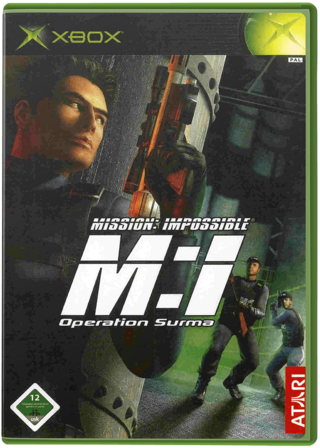 XBOX
PAL
MISSION: IMPOSSIBLE
M:I
Operation Surma
12
ATARI